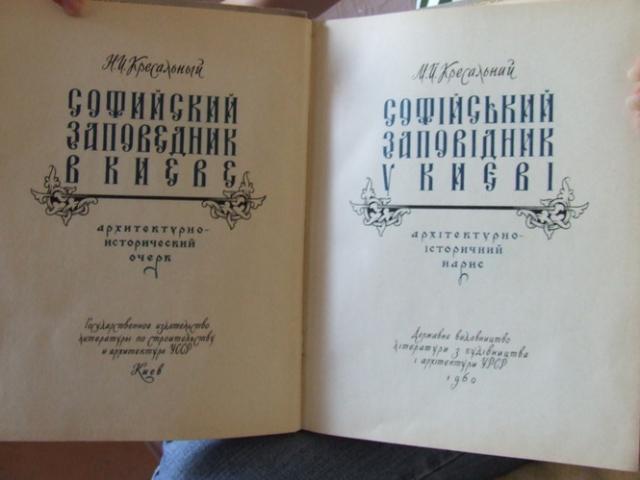 Н.И. Кресальный
СОФИЙСКИЙ
ЗАПОВЕДНИК
В КИЕВЕ
архитектурно-
исторический
очерк
Государственное издательство
литературы по строительству
и архитектуре УССР
Киев
М.Й. Кресальний
СОФІЙСЬКИЙ
ЗАПОВІДНИК
У КИЄВІ
архітектурно-
історичний
нарис
Державне видавництво
літератури з будівництва
і архітектури УРСР
1960